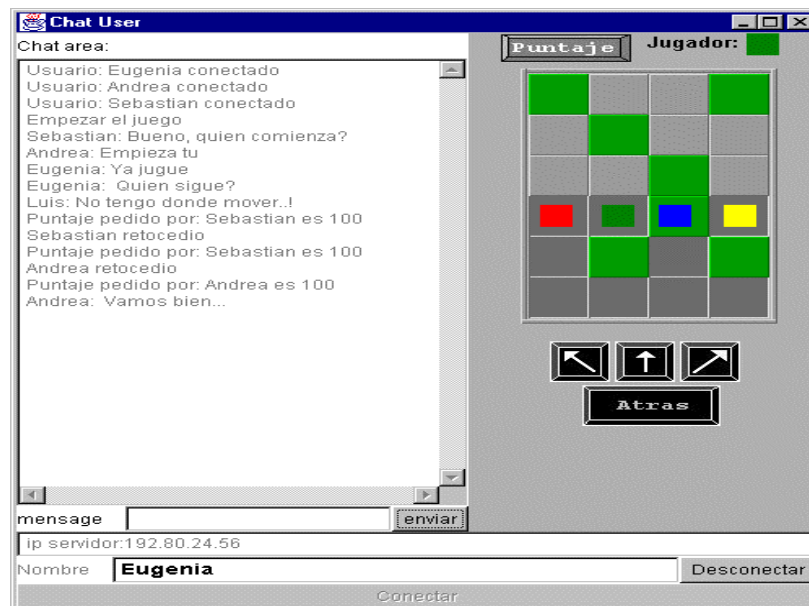 Chat User
Chat area:
Usuario: Eugenia conectado
Usuario: Andrea conectado
Usuario: Sebastian conectado
Empezar el juego
Sebastian: Bueno, quien comienza?
Andrea: Empieza tu
Eugenia: Ya jugue
Eugenia:  Quien sigue?
Luis: No tengo donde mover..!
Puntaje pedido por: Sebastian es 100
Sebastian retocedio
Puntaje pedido por: Sebastian es 100
Andrea retocedio
Puntaje pedido por: Andrea es 100
Andrea:  Vamos bien...
Puntaje
Jugador:
Atras
mensage
enviar
ip servidor:192.80.24.56
Nombre
Eugenia
Desconectar
Conectar